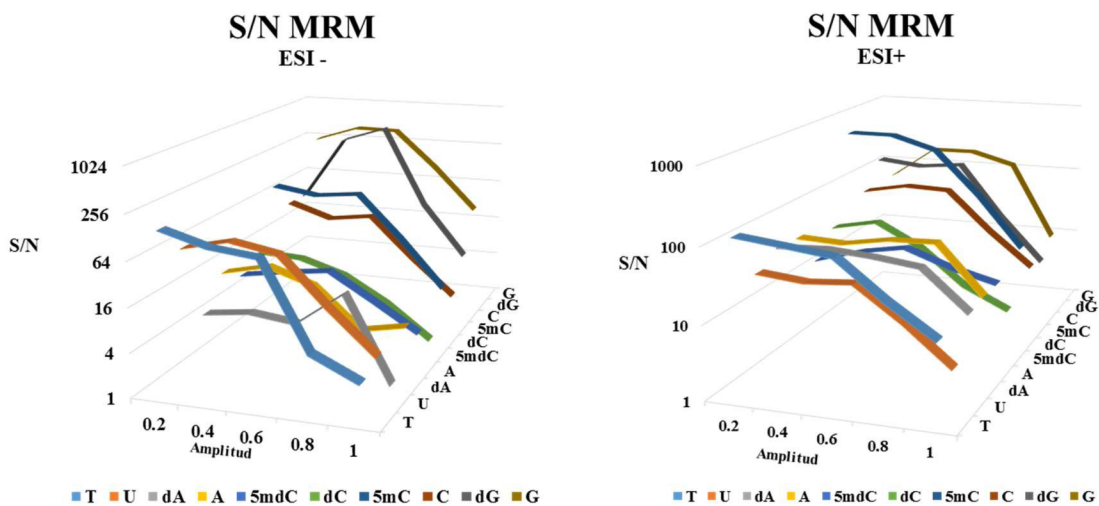 S/N MRM
ESI -
1024
256
S/N
64
16
4
1
0.2
0.4
0.6
0.8
1
Amplitud
T
U
dA
A
5mdC
dC
5mC
C
dG
G
T U dA A 5mdC dC 5mC C dG G
S/N MRM
ESI+
1000
100
S/N
10
1
0.2
0.4
0.6
0.8
1
Amplitud
T
U
dA
A
5mdC
dC
5mC
C
dG
G
T U dA A 5mdC dC 5mC C dG G